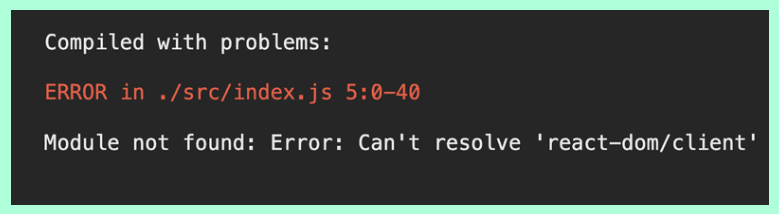 Compiled with problems:
ERROR in ./src/index.js 5:0-40
Module not found: Error: Can't resolve 'react-dom/client'